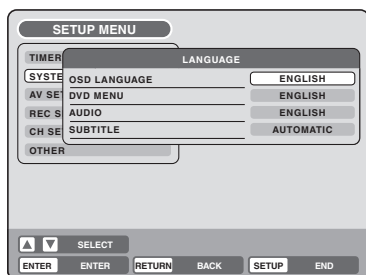 SETUP MENU
TIMER
LANGUAGE
SYSTE
OSD LANGUAGE ENGLISH
AV SE
DVD MENU ENGLISH
REC S
AUDIO ENGLISH
CH SE
SUBTITLE AUTOMATIC
OTHER
SELECT
ENTER ENTER RETURN BACK SETUP END